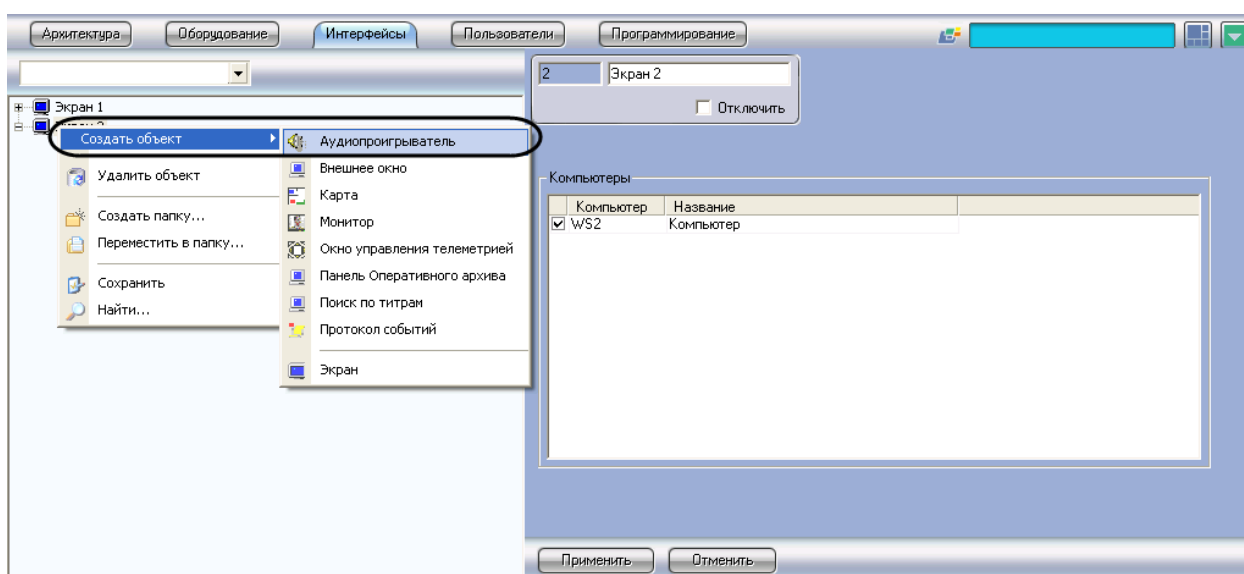 Архитектура Оборудование Интерфейсы Пользователи Программирование
2 Экран 2
Отключить
Экран 1
Создать объект
Удалить объект
Создать папку...
Переместить в папку...
Сохранить
Найти...
Аудиопроигрыватель
Внешнее окно
Карта
Монитор
Окно управления телеметрией
Панель Оперативного архива
Поиск по титрам
Протокол событий
Экран
Компьютеры
Компьютер Название
WS2 Компьютер
Применить Отменить